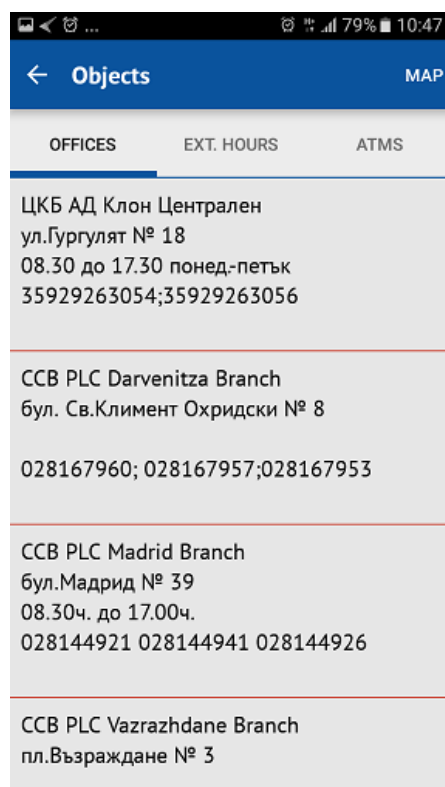 ... 79% 10:47
Objects MAP
OFFICES EXT. HOURS ATMS
ЦКБ АД Клон Централен
ул.Гургулят № 18
08.30 до 17.30 понед.-петък
35929263054;35929263056
CCB PLC Darvenitza Branch
бул. Св.Климент Охридски № 8
028167960; 028167957;028167953
CCB PLC Madrid Branch
бул.Мадрид № 39
08.30ч. до 17.00ч.
028144921 028144941 028144926
CCB PLC Vazrazhdane Branch
пл.Възраждане № 3